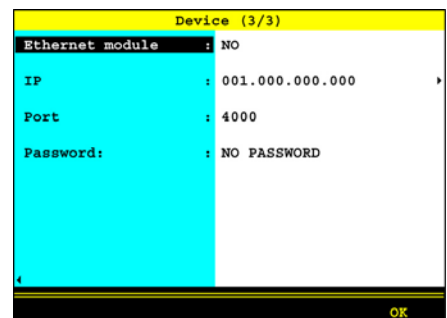 Device (3/3)
Ethernet module : NO
IP : 001.000.000.000
Port : 4000
Password: : NO PASSWORD
OK